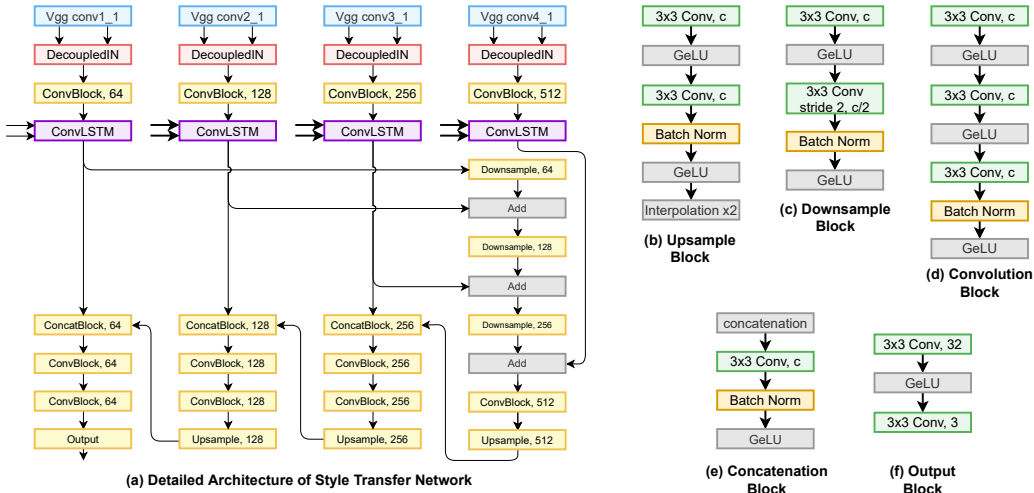 Vgg conv1_1
Vgg conv2_1
Vgg conv3_1
Vgg conv4_1
DecoupledIN
DecoupledIN
DecoupledIN
DecoupledIN
ConvBlock, 64
ConvBlock, 128
ConvBlock, 256
ConvBlock, 512
ConvLSTM
ConvLSTM
ConvLSTM
ConvLSTM
Downsample, 64
Add
Downsample, 128
Add
Downsample, 256
Add
ConvBlock, 512
Upsample, 512
ConcatBlock, 64
ConcatBlock, 128
ConcatBlock, 256
ConvBlock, 64
ConvBlock, 128
ConvBlock, 256
ConvBlock, 64
ConvBlock, 128
ConvBlock, 256
Output
Upsample, 128
Upsample, 256
(a) Detailed Architecture of Style Transfer Network
3x3 Conv, c
GeLU
3x3 Conv, c
Batch Norm
GeLU
Interpolation x2
(b) Upsample
Block
3x3 Conv, c
GeLU
3x3 Conv
stride 2, c/2
Batch Norm
GeLU
(c) Downsample
Block
3x3 Conv, c
GeLU
3x3 Conv, c
GeLU
3x3 Conv, c
Batch Norm
GeLU
(d) Convolution
Block
concatenation
3x3 Conv, c
Batch Norm
GeLU
(e) Concatenation
Block
3x3 Conv, 32
GeLU
3x3 Conv, 3
(f) Output
Block